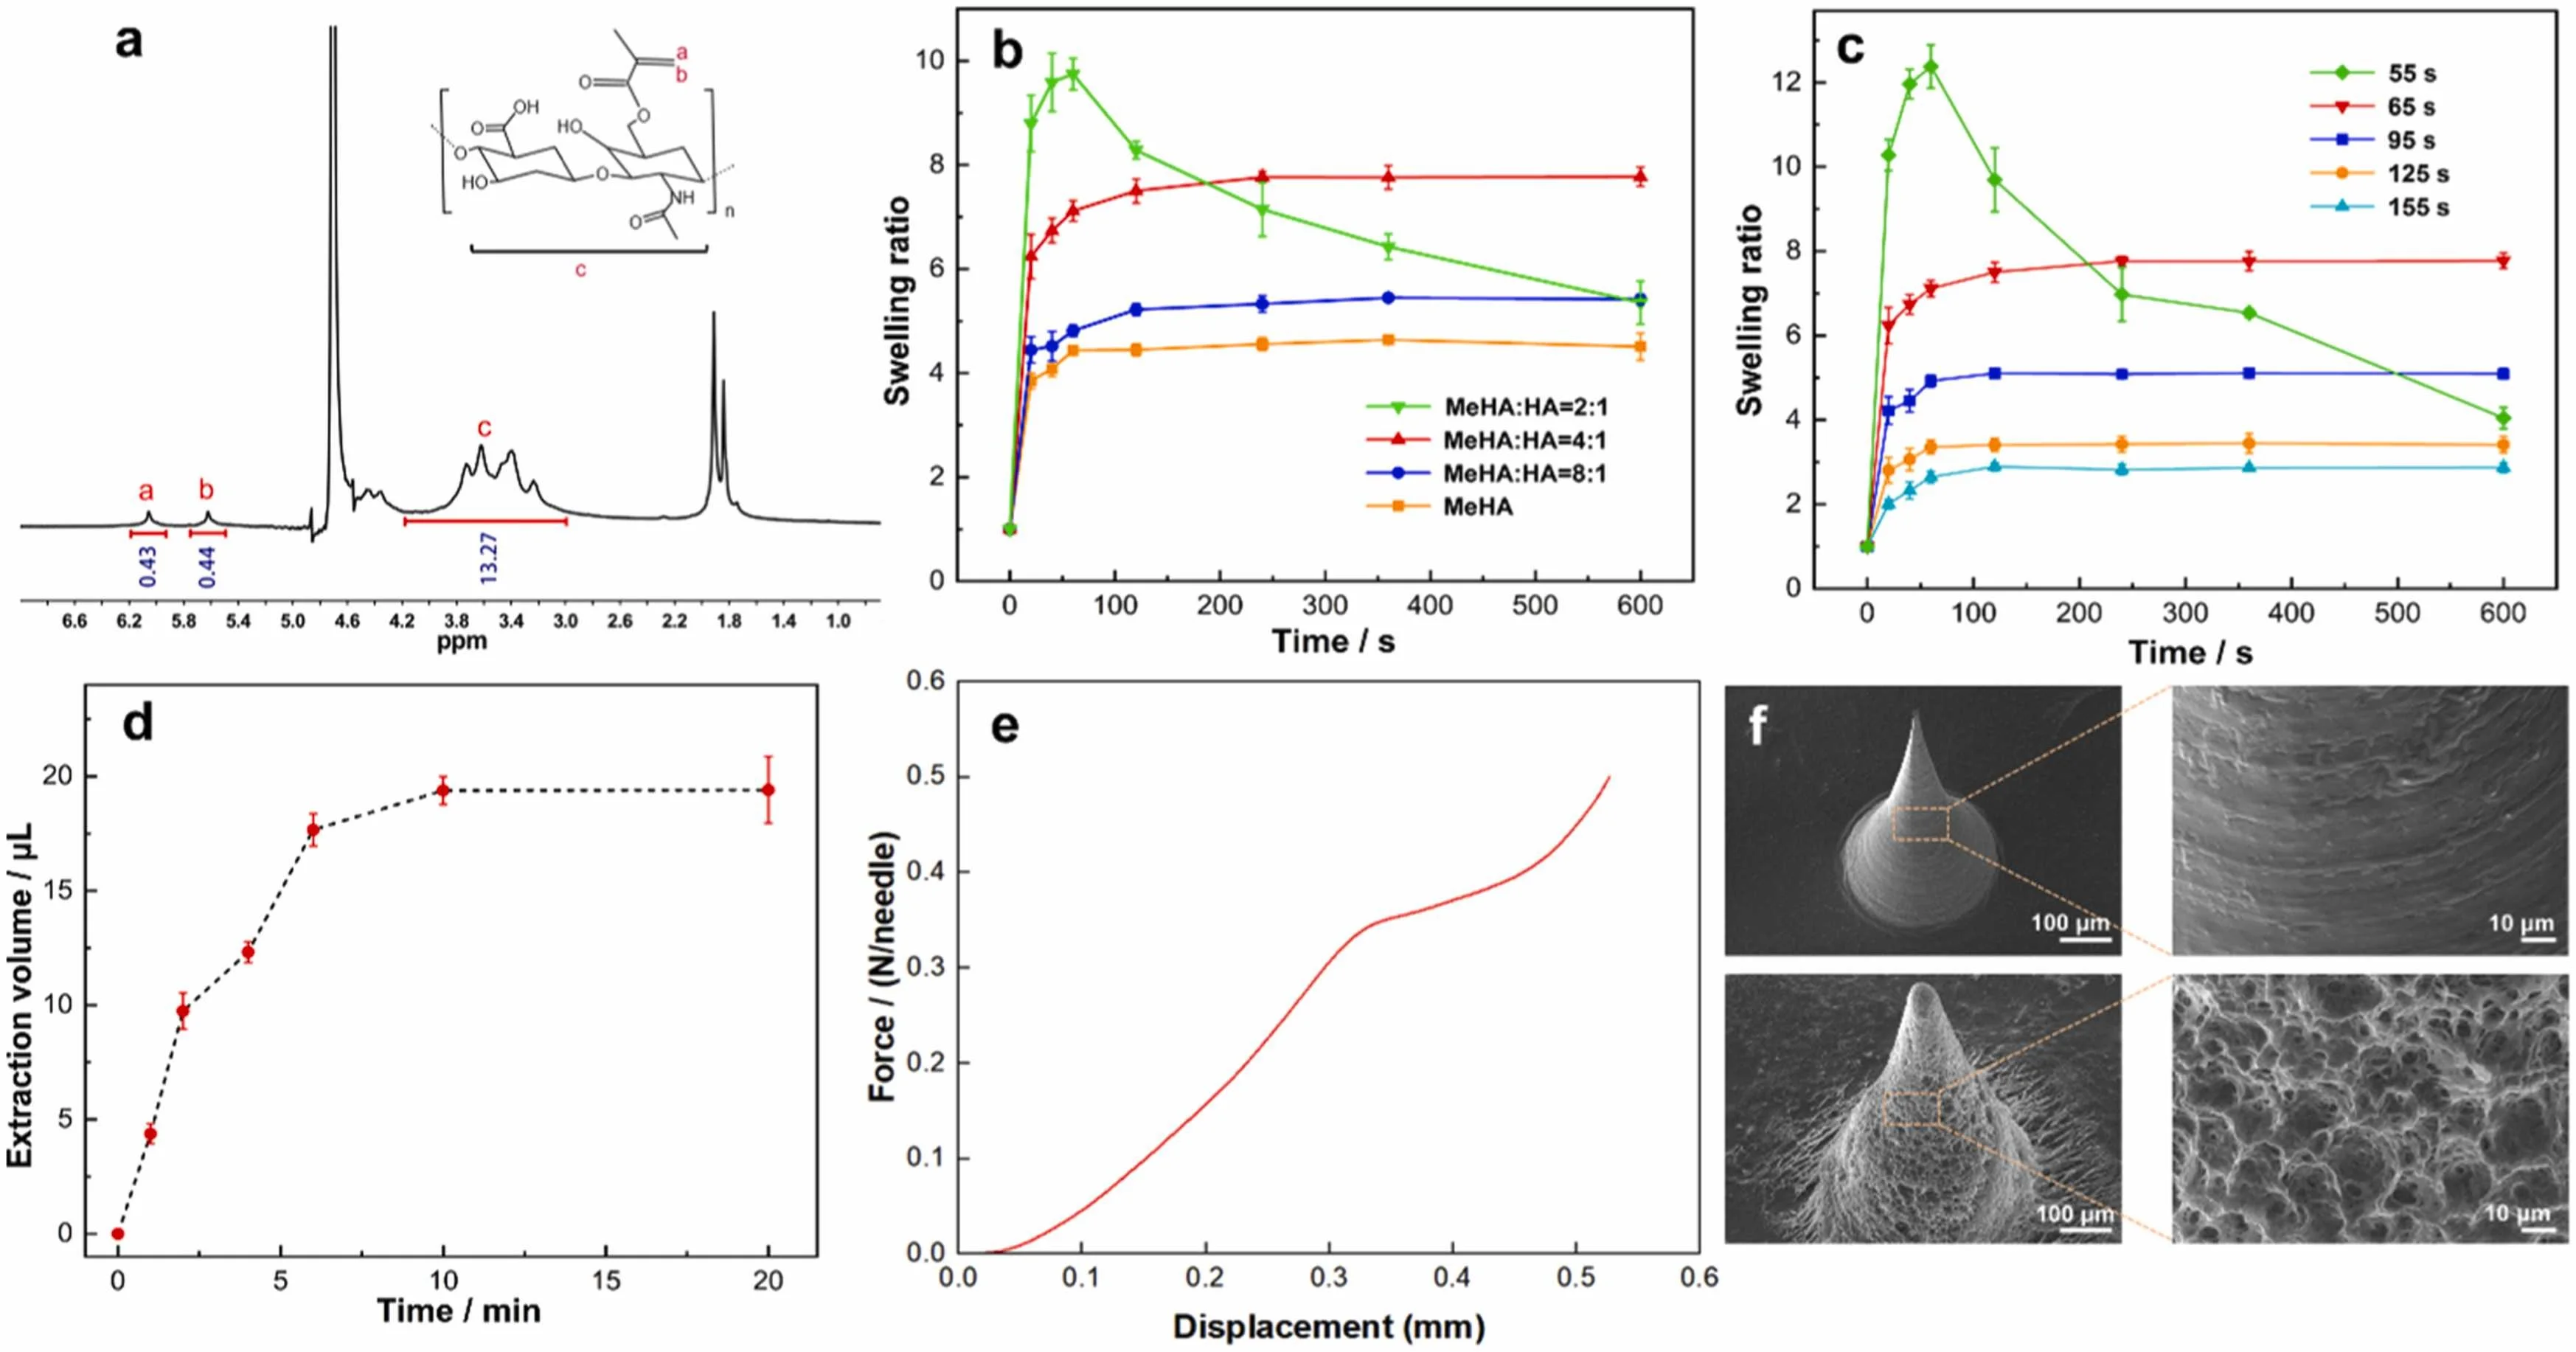 a
a
b
O
O
OH
O
HO
O
HO
O
NH
O
n
c
a
b
c
0.43
0.44
13.27
6.6 6.2 5.8 5.4 5.0 4.6 4.2 3.8 3.4 3.0 2.6 2.2 1.8 1.4 1.0
ppm
b
Swelling ratio
10
8
6
4
2
0
MeHA:HA=2:1
MeHA:HA=4:1
MeHA:HA=8:1
MeHA
0 100 200 300 400 500 600
Time / s
c
Swelling ratio
12
10
8
6
4
2
0
55 s
65 s
95 s
125 s
155 s
0 100 200 300 400 500 600
Time / s
d
Extraction volume / µL
20
15
10
5
0
0 5 10 15 20
Time / min
e
Force / (N/needle)
0.6
0.5
0.4
0.3
0.2
0.1
0.0
0.0 0.1 0.2 0.3 0.4 0.5 0.6
Displacement (mm)
f
100 µm
10 µm
100 µm
10 µm